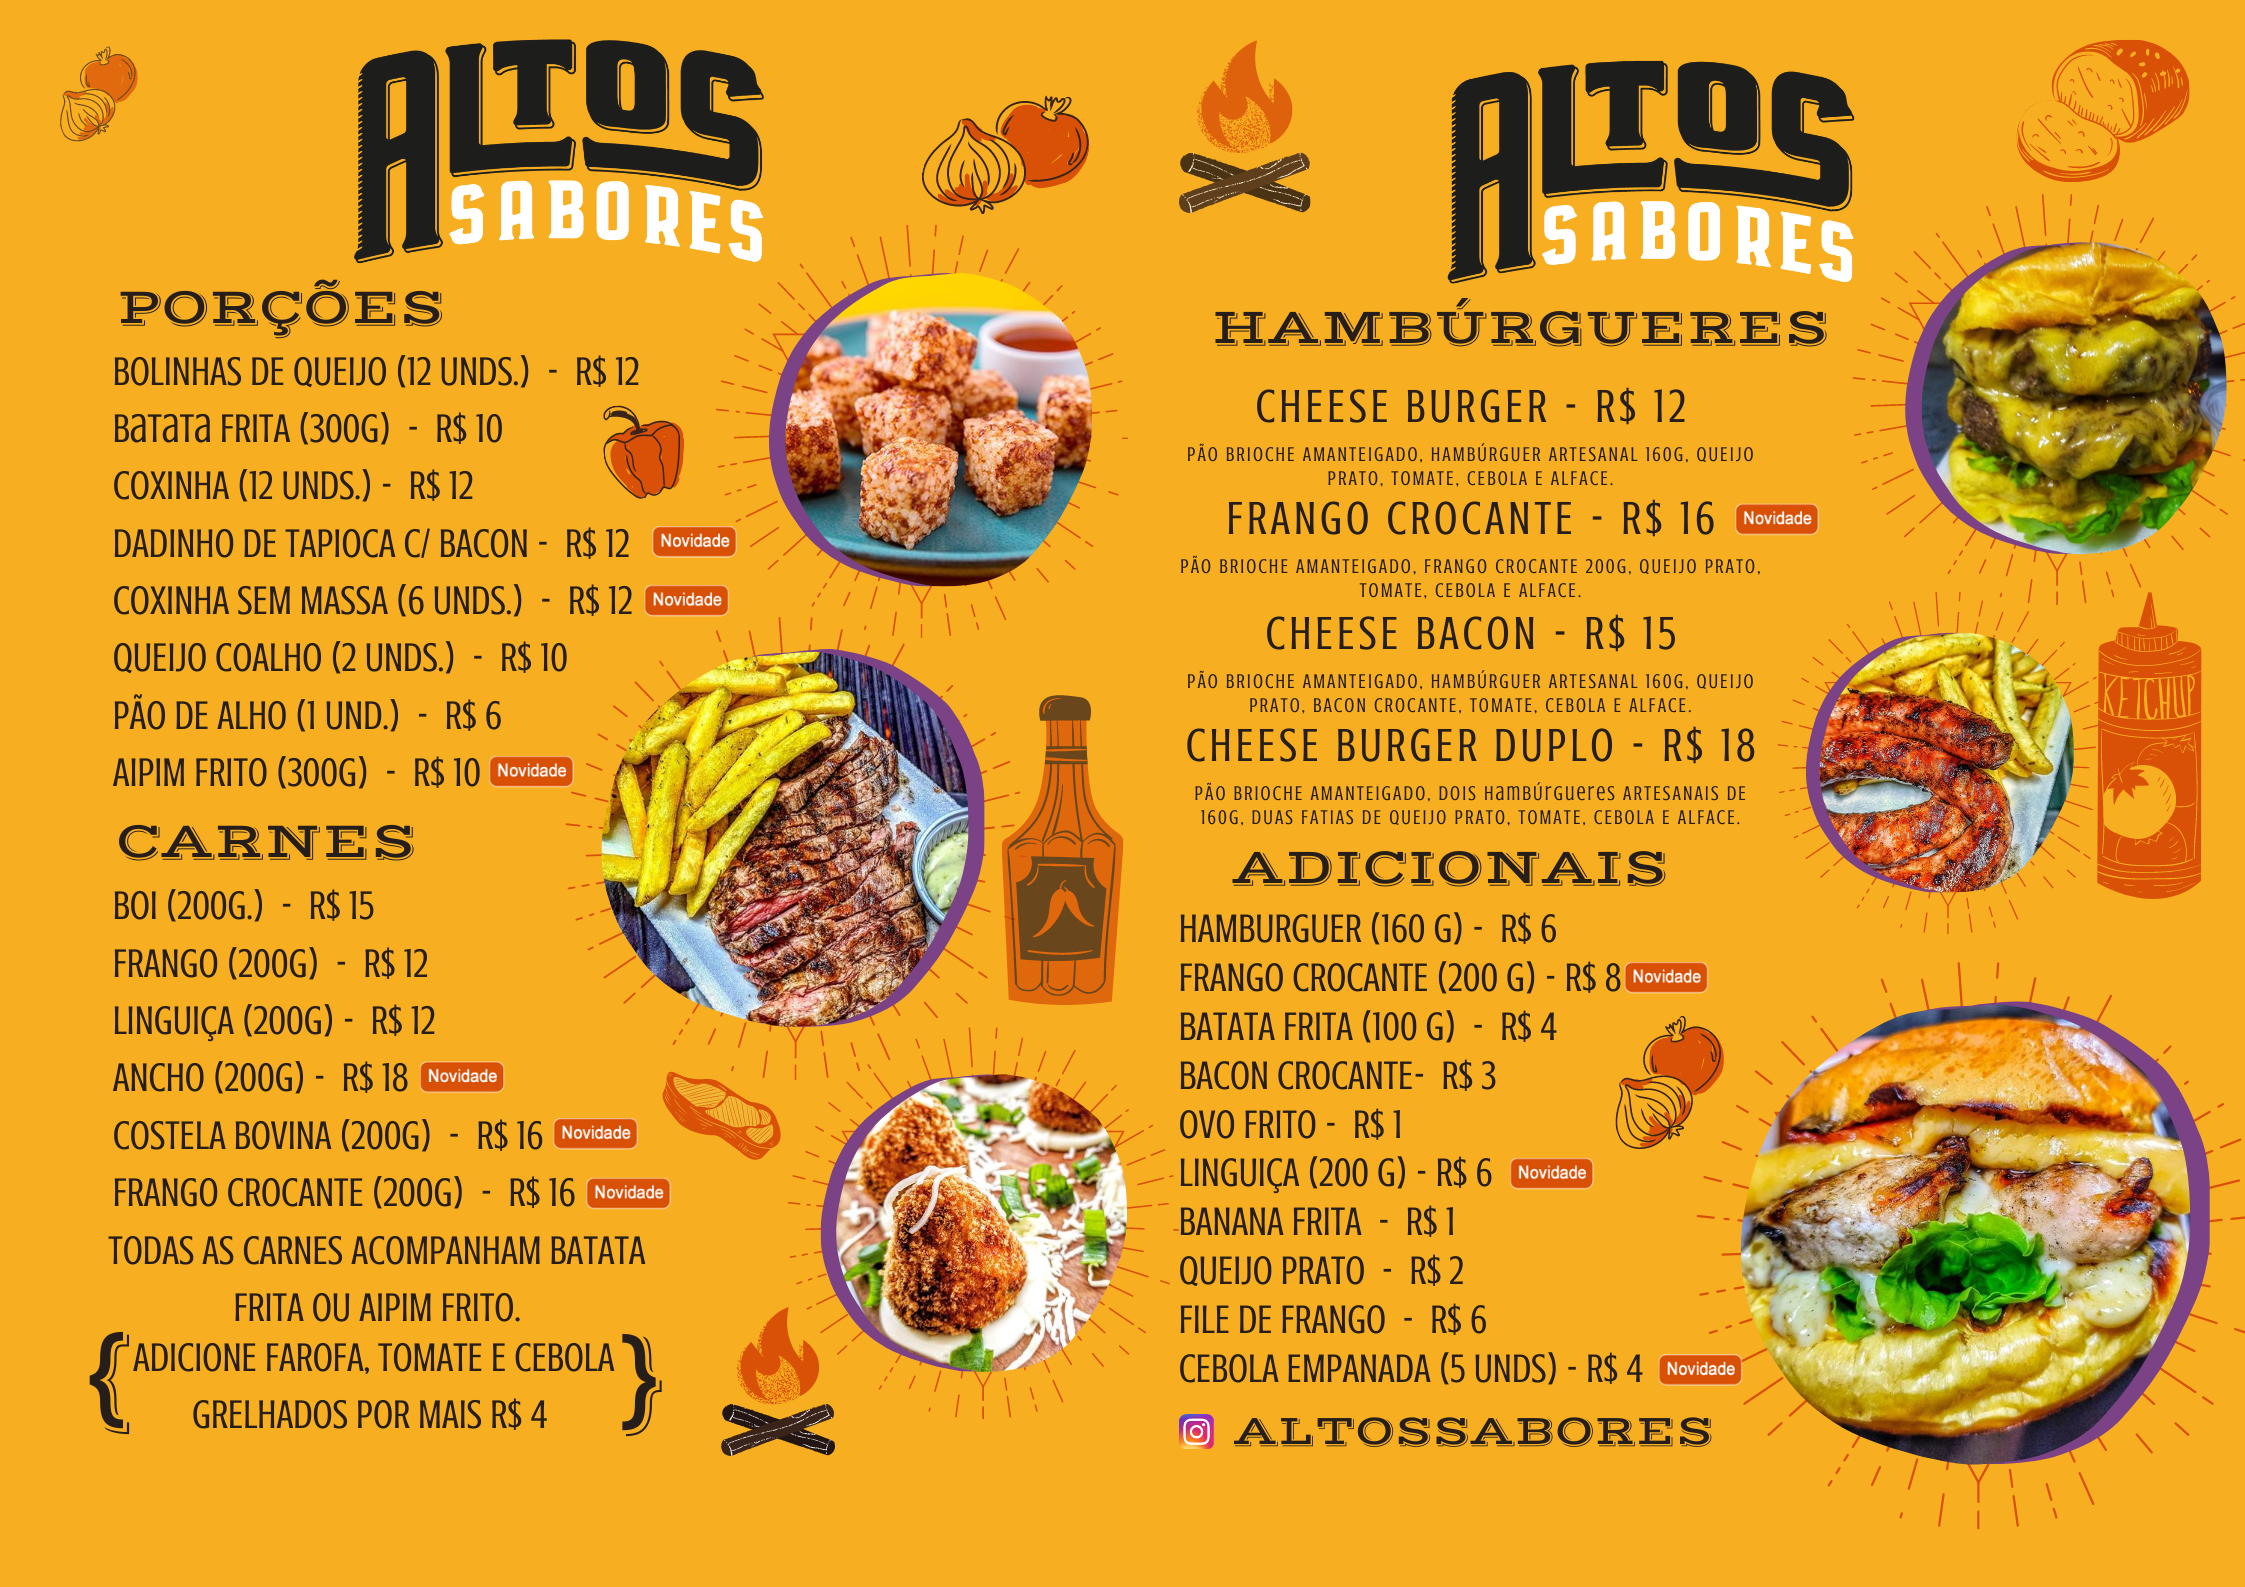 ALTOS
SABORES
PORÇÕES
BOLINHAS DE QUEIJO (12 UNDS.) - R$ 12
BaTaTa FRITA (300G) - R$ 10
COXINHA (12 UNDS.) - R$ 12
DADINHO DE TAPIOCA C/ BACON - R$ 12 Novidade
COXINHA SEM MASSA (6 UNDS.) - R$ 12 Novidade
QUEIJO COALHO (2 UNDS.) - R$ 10
PÃO DE ALHO (1 UND.) - R$ 6
AIPIM FRITO (300G) - R$ 10 Novidade
CARNES
BOI (200G.) - R$ 15
FRANGO (200G) - R$ 12
LINGUIÇA (200G) - R$ 12
ANCHO (200G) - R$ 18 Novidade
COSTELA BOVINA (200G) - R$ 16 Novidade
FRANGO CROCANTE (200G) - R$ 16 Novidade
TODAS AS CARNES ACOMPANHAM BATATA
FRITA OU AIPIM FRITO.
{ADICIONE FAROFA, TOMATE E CEBOLA
GRELHADOS POR MAIS R$ 4}
ALTOS
SABORES
HAMBÚRGUERES
CHEESE BURGER - R$ 12
PÃO BRIOCHE AMANTEIGADO, HAMBÚRGUER ARTESANAL 160G, QUEIJO
PRATO, TOMATE, CEBOLA E ALFACE.
FRANGO CROCANTE - R$ 16 Novidade
PÃO BRIOCHE AMANTEIGADO, FRANGO CROCANTE 200G, QUEIJO PRATO,
TOMATE, CEBOLA E ALFACE.
CHEESE BACON - R$ 15
PÃO BRIOCHE AMANTEIGADO, HAMBÚRGUER ARTESANAL 160G, QUEIJO
PRATO, BACON CROCANTE, TOMATE, CEBOLA E ALFACE.
CHEESE BURGER DUPLO - R$ 18
PÃO BRIOCHE AMANTEIGADO, DOIS HamBÚrGUeres ARTESANAIS DE
160G, DUAS FATIAS DE QUEIJO PRATO, TOMATE, CEBOLA E ALFACE.
KETCHUP
ADICIONAIS
HAMBURGUER (160 G) - R$ 6
FRANGO CROCANTE (200 G) - R$ 8 Novidade
BATATA FRITA (100 G) - R$ 4
BACON CROCANTE- R$ 3
OVO FRITO - R$ 1
LINGUIÇA (200 G) - R$ 6 Novidade
BANANA FRITA - R$ 1
QUEIJO PRATO - R$ 2
FILE DE FRANGO - R$ 6
CEBOLA EMPANADA (5 UNDS) - R$ 4 Novidade
ALTOSSABORES